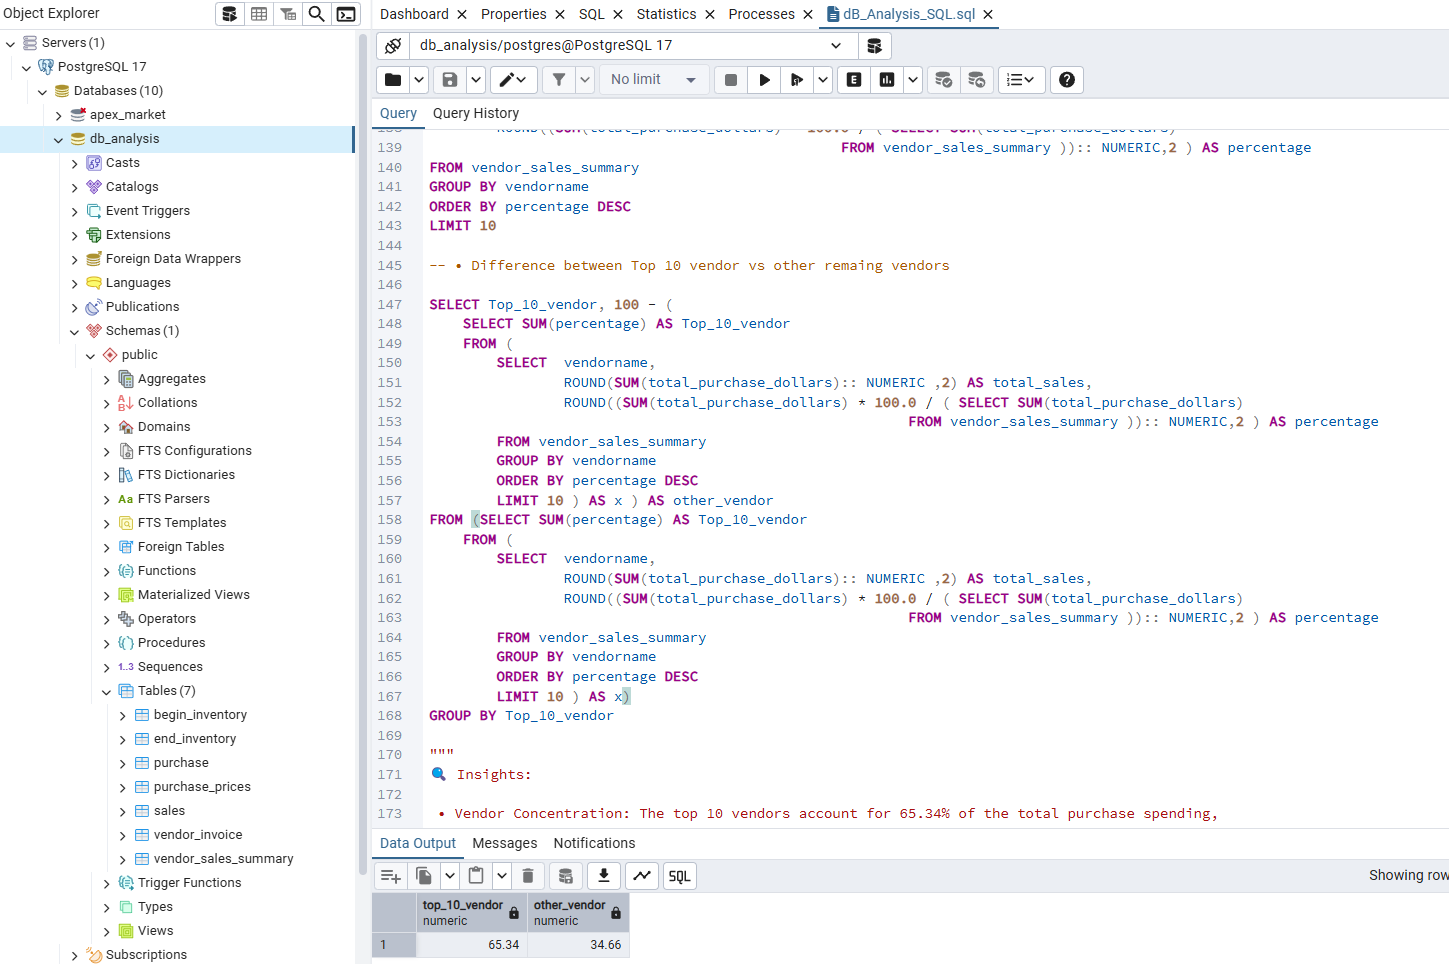 Object Explorer
Servers (1)
PostgreSQL 17
Databases (10)
apex_market
db_analysis
Casts
Catalogs
Event Triggers
Extensions
Foreign Data Wrappers
Languages
Publications
Schemas (1)
public
Aggregates
Collations
Domains
FTS Configurations
FTS Dictionaries
Aa FTS Parsers
FTS Templates
Foreign Tables
Functions
Materialized Views
Operators
Procedures
1..3 Sequences
Tables (7)
begin_inventory
end_inventory
purchase
purchase_prices
sales
vendor_invoice
vendor_sales_summary
Trigger Functions
Types
Views
Subscriptions
Dashboard Properties SQL Statistics Processes dB_Analysis_SQL.sql
db_analysis/postgres@PostgreSQL 17
No limit
Query Query History
138 ROUND((SUM(total_purchase_dollars) * 100.0 / ( SELECT SUM(total_purchase_dollars)
139 FROM vendor_sales_summary )):: NUMERIC,2 ) AS percentage
140 FROM vendor_sales_summary
141 GROUP BY vendorname
142 ORDER BY percentage DESC
143 LIMIT 10
144
145 -- • Difference between Top 10 vendor vs other remaing vendors
146
147 SELECT Top_10_vendor, 100 - (
148 SELECT SUM(percentage) AS Top_10_vendor
149 FROM (
150 SELECT vendorname,
151 ROUND(SUM(total_purchase_dollars):: NUMERIC ,2) AS total_sales,
152 ROUND((SUM(total_purchase_dollars) * 100.0 / ( SELECT SUM(total_purchase_dollars)
153 FROM vendor_sales_summary )):: NUMERIC,2 ) AS percentage
154 FROM vendor_sales_summary
155 GROUP BY vendorname
156 ORDER BY percentage DESC
157 LIMIT 10 ) AS x ) AS other_vendor
158 FROM (SELECT SUM(percentage) AS Top_10_vendor
159 FROM (
160 SELECT vendorname,
161 ROUND(SUM(total_purchase_dollars):: NUMERIC ,2) AS total_sales,
162 ROUND((SUM(total_purchase_dollars) * 100.0 / ( SELECT SUM(total_purchase_dollars)
163 FROM vendor_sales_summary )):: NUMERIC,2 ) AS percentage
164 FROM vendor_sales_summary
165 GROUP BY vendorname
166 ORDER BY percentage DESC
167 LIMIT 10 ) AS x)
168 GROUP BY Top_10_vendor
169
170 """
171 🔍 Insights:
172
173 • Vendor Concentration: The top 10 vendors account for 65.34% of the total purchase spending,
Data Output Messages Notifications
SQL
Showing row
top_10_vendor other_vendor
numeric numeric
1 65.34 34.66